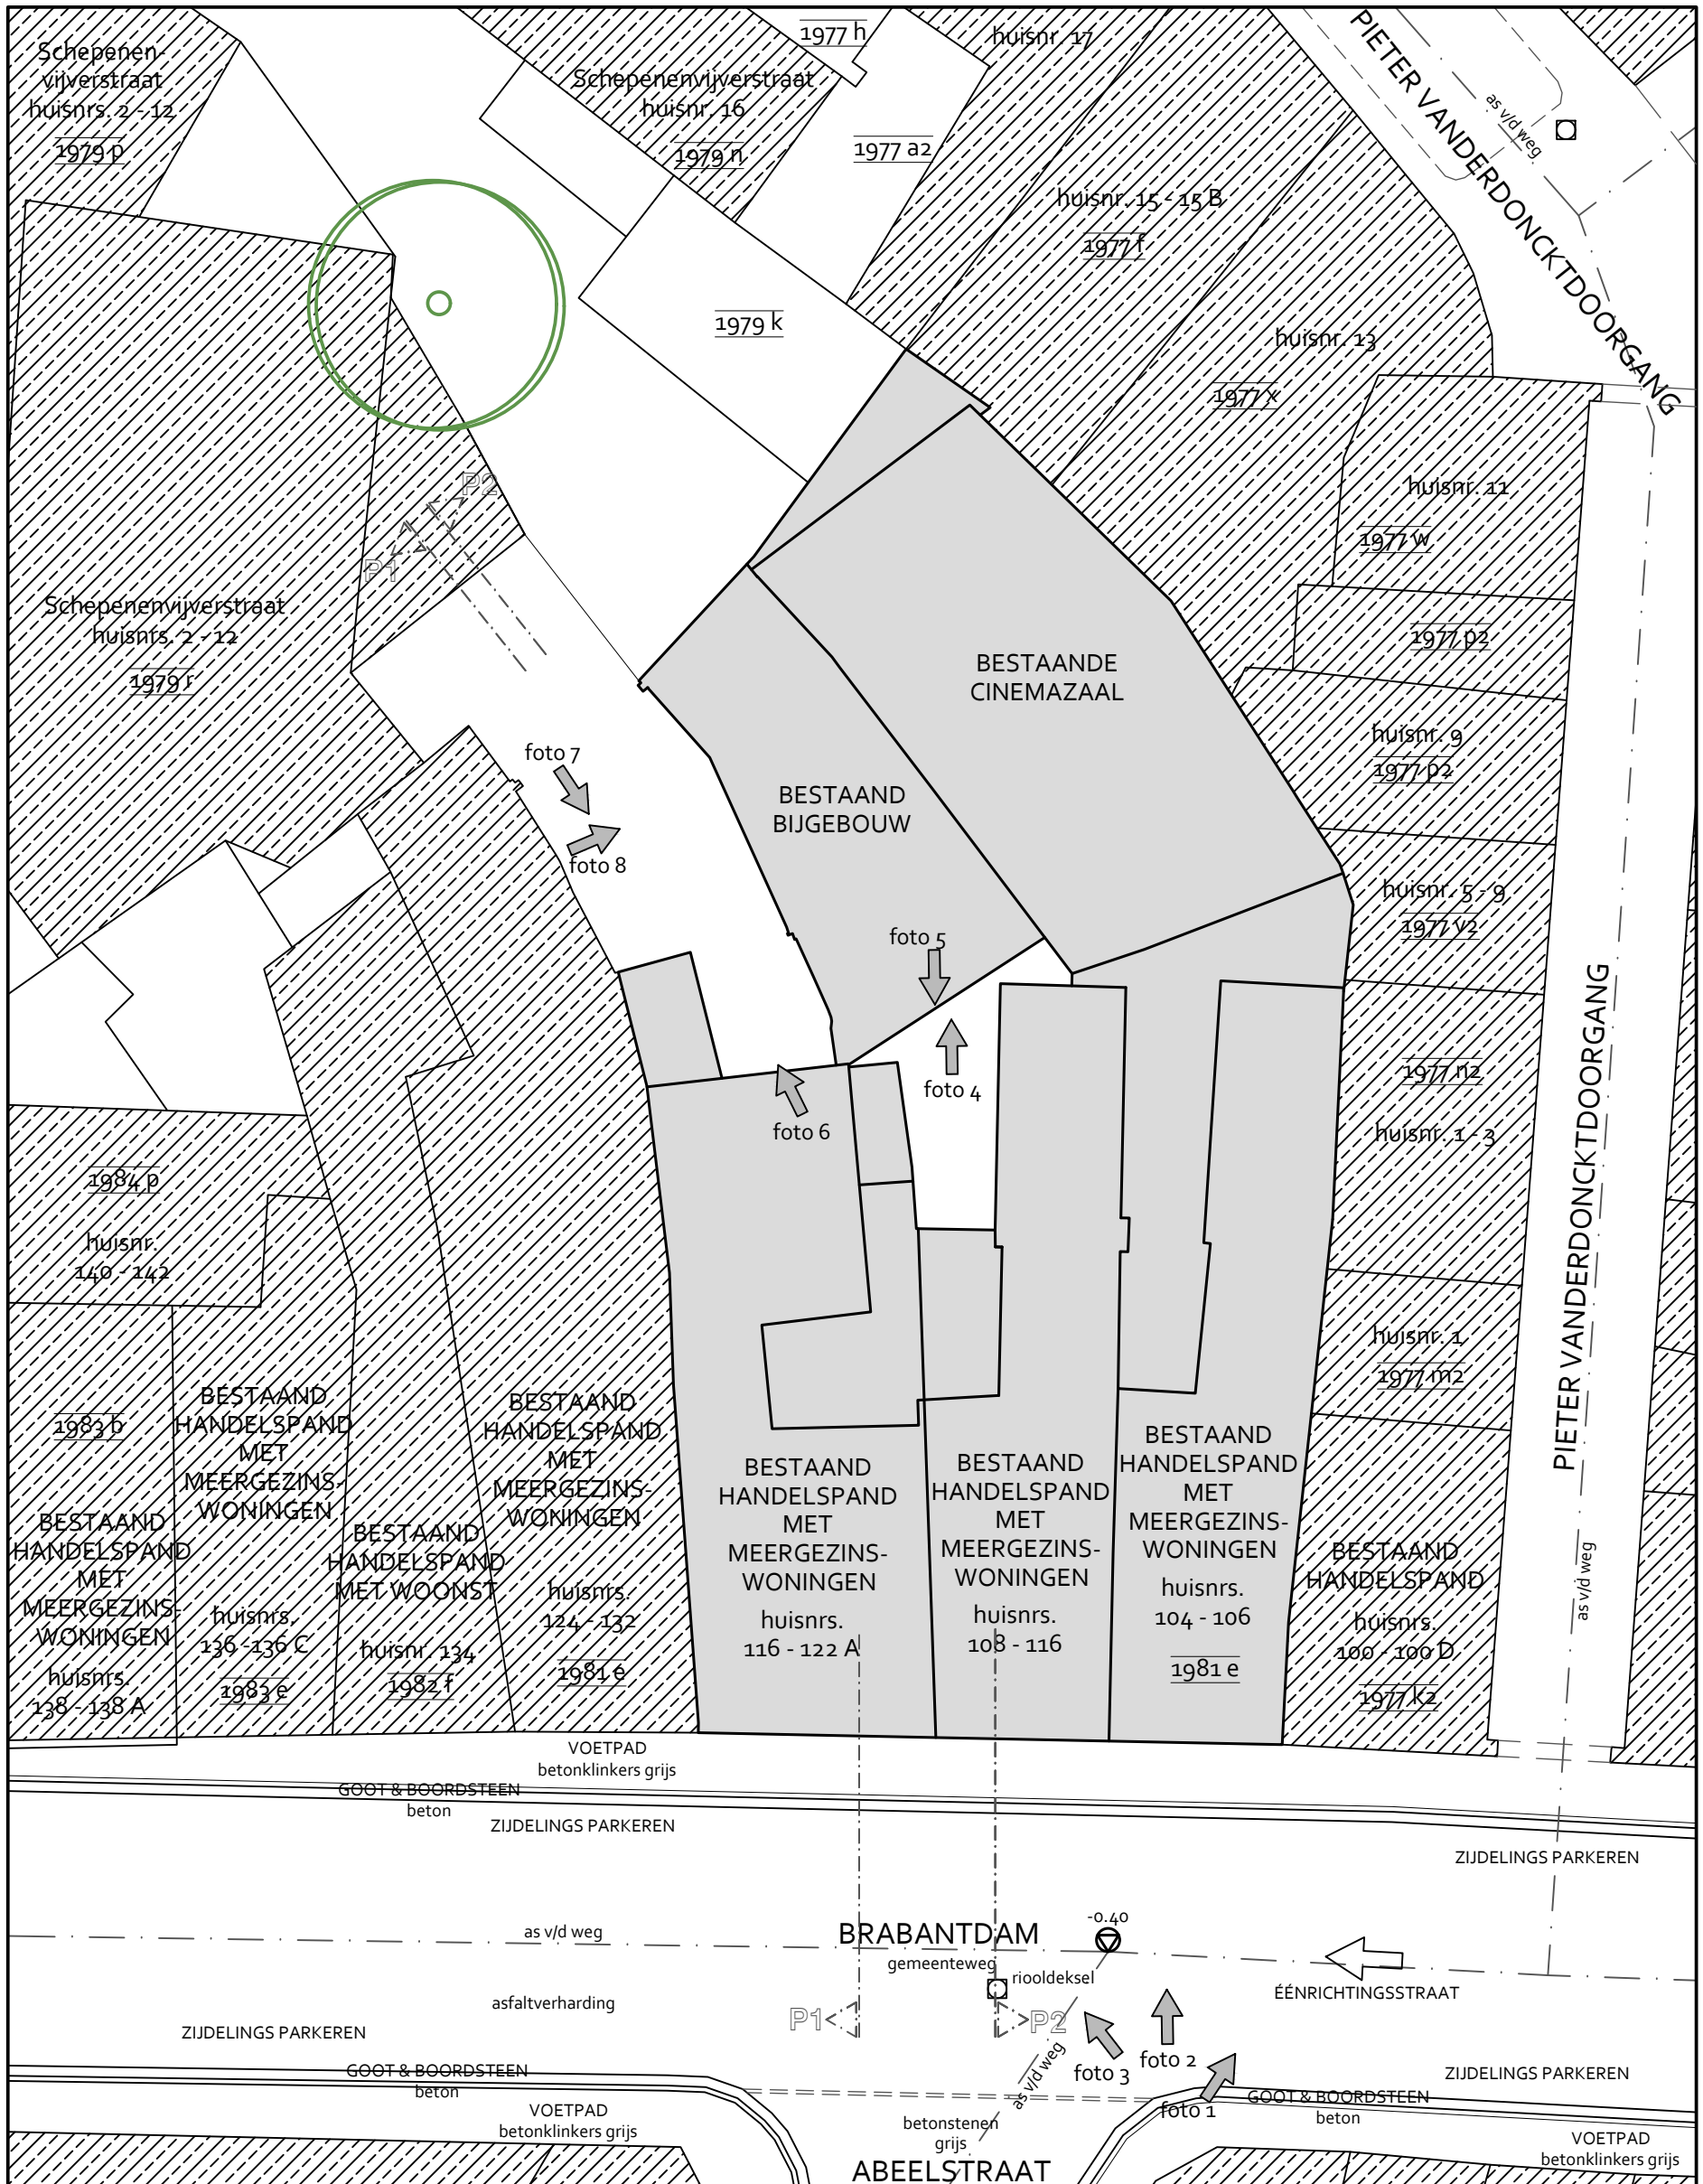 Schepenen-
vijverstraat
huisnrs. 2 - 12
1979 p
Schepenenvijverstraat
huisnr. 16
1979 n
1977 h
huisnr. 17
1977 a2
PIETER VANDERDONCKTDOORGANG
as v/d weg
huisnr. 15 - 15 B
1977 f
1979 k
huisnr. 13
1977 x
huisnr. 11
1977 w
1977 p2
huisnr. 9
1977 p2
huisnr. 5 - 9
1977 v2
1977 n2
huisnr. 1 - 3
huisnr. 1
1977 m2
PIETER VANDERDONCKTDOORGANG
as v/d weg
P2
P1
Schepenenvijverstraat
huisnrs. 2 - 12
1979 r
BESTAANDE
CINEMAZAAL
BESTAAND
BIJGEBOUW
foto 7
foto 8
foto 5
foto 4
foto 6
1984 p
huisnr.
140 - 142
1983 b
BESTAAND
HANDELSPAND
MET
MEERGEZINS-
WONINGEN
huisnrs.
138 - 138 A
BESTAAND
HANDELSPAND
MET
MEERGEZINS-
WONINGEN
huisnrs.
136 -136 C
1983 e
BESTAAND
HANDELSPAND
MET WOONST
huisnr. 134
1982 f
BESTAAND
HANDELSPAND
MET
MEERGEZINS-
WONINGEN
huisnrs.
124 - 132
1981 e
BESTAAND
HANDELSPAND
MET
MEERGEZINS-
WONINGEN
huisnrs.
116 - 122 A
BESTAAND
HANDELSPAND
MET
MEERGEZINS-
WONINGEN
huisnrs.
108 - 116
BESTAAND
HANDELSPAND
MET
MEERGEZINS-
WONINGEN
huisnrs.
104 - 106
1981 e
BESTAAND
HANDELSPAND
huisnrs.
100 - 100 D
1977 k2
VOETPAD
betonklinkers grijs
GOOT & BOORDSTEEN
beton
ZIJDELINGS PARKEREN
ZIJDELINGS PARKEREN
as v/d weg
BRABANTDAM
gemeenteweg
-0.40
riooldeksel
ÉÉNRICHTINGSSTRAAT
asfaltverharding
P1
P2
ZIJDELINGS PARKEREN
as v/d weg
foto 3
foto 2
foto 1
ZIJDELINGS PARKEREN
GOOT & BOORDSTEEN
beton
GOOT & BOORDSTEEN
beton
VOETPAD
betonklinkers grijs
betonstenen
grijs
ABEELSTRAAT
VOETPAD
betonklinkers grijs